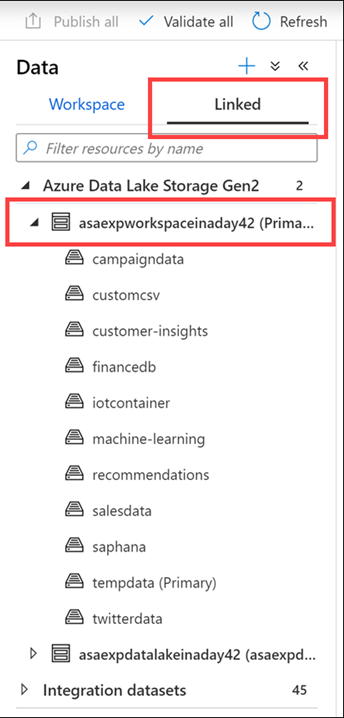 Publish all Validate all Refresh
Data
Workspace Linked
Filter resources by name
Azure Data Lake Storage Gen2 2
asaexpworkspaceinaday42 (Prima...
campaigndata
customcsv
customer-insights
financedb
iotcontainer
machine-learning
recommendations
salesdata
saphana
tempdata (Primary)
twitterdata
asaexpdatalakeinaday42 (asaexpd...
Integration datasets 45